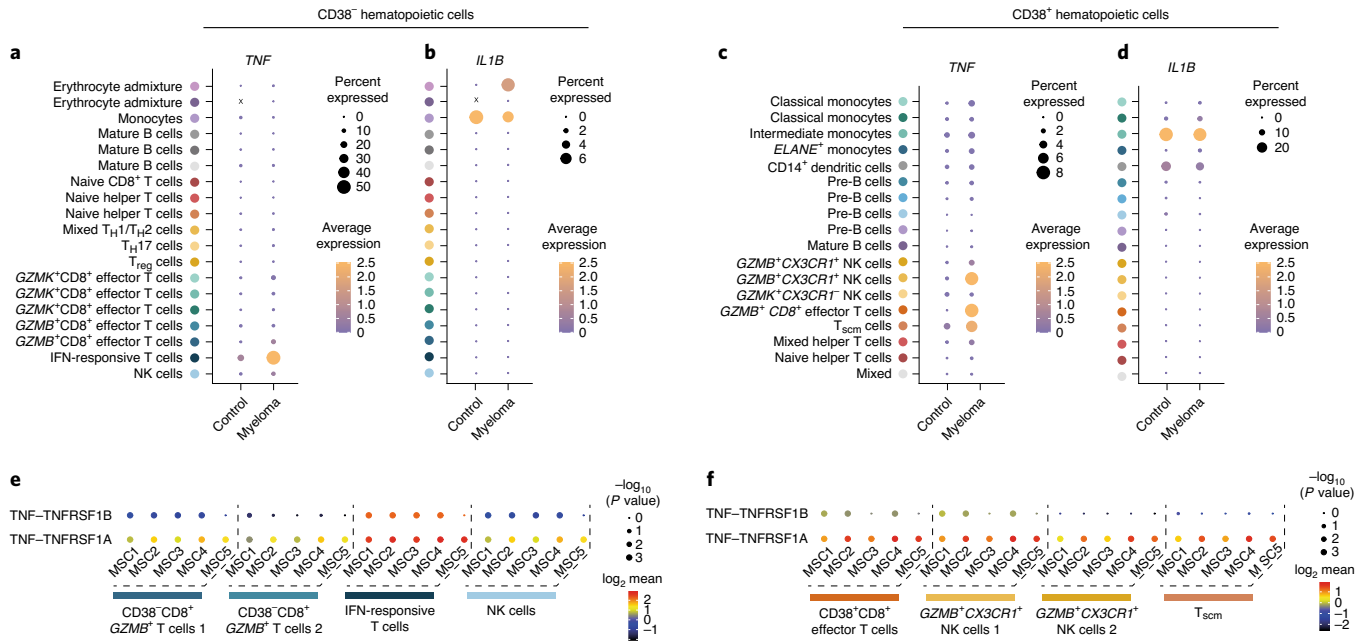 CD38⁻ hematopoietic cells
a
TNF
Erythrocyte admixture
Erythrocyte admixture
x
Monocytes
Mature B cells
Mature B cells
Mature B cells
Naive CD8⁺ T cells
Naive helper T cells
Naive helper T cells
Mixed TH1/TH2 cells
TH17 cells
Treg cells
GZMK⁺CD8⁺ effector T cells
GZMK⁺CD8⁺ effector T cells
GZMK⁺CD8⁺ effector T cells
GZMB⁺CD8⁺ effector T cells
GZMB⁺CD8⁺ effector T cells
IFN-responsive T cells
NK cells
Control
Myeloma
Percent
expressed
0
10
20
30
40
50
Average
expression
2.5
2.0
1.5
1.0
0.5
0
b
IL1B
x
Control
Myeloma
Percent
expressed
0
2
4
6
Average
expression
2.5
2.0
1.5
1.0
0.5
0
CD38⁺ hematopoietic cells
c
TNF
Classical monocytes
Classical monocytes
Intermediate monocytes
ELANE⁺ monocytes
CD14⁺ dendritic cells
Pre-B cells
Pre-B cells
Pre-B cells
Pre-B cells
Mature B cells
GZMB⁺CX3CR1⁺ NK cells
GZMB⁺CX3CR1⁺ NK cells
GZMK⁺CX3CR1⁻ NK cells
GZMB⁺ CD8⁺ effector T cells
Tscm cells
Mixed helper T cells
Naive helper T cells
Mixed
Control
Myeloma
Percent
expressed
0
2
4
6
8
Average
expression
2.5
2.0
1.5
1.0
0.5
0
d
IL1B
Control
Myeloma
Percent
expressed
0
10
20
Average
expression
2.5
2.0
1.5
1.0
0.5
0
e
TNF–TNFRSF1B
TNF–TNFRSF1A
MSC1
MSC2
MSC3
MSC4
MSC5
MSC1
MSC2
MSC3
MSC4
MSC5
MSC1
MSC2
MSC3
MSC4
MSC5
MSC1
MSC2
MSC3
MSC4
MSC5
CD38⁻CD8⁺
GZMB⁺ T cells 1
CD38⁻CD8⁺
GZMB⁺ T cells 2
IFN-responsive
T cells
NK cells
–log10
(P value)
0
1
2
3
log2 mean
2
1
0
−1
f
TNF–TNFRSF1B
TNF–TNFRSF1A
MSC1
MSC2
MSC3
MSC4
MSC5
MSC1
MSC2
MSC3
MSC4
MSC5
MSC1
MSC2
MSC3
MSC4
MSC5
MSC1
MSC2
MSC3
MSC4
MSC5
CD38⁺CD8⁺
effector T cells
GZMB⁺CX3CR1⁺
NK cells 1
GZMB⁺CX3CR1⁺
NK cells 2
Tscm
–log10
(P value)
0
1
2
3
log2 mean
2
1
0
−1
−2